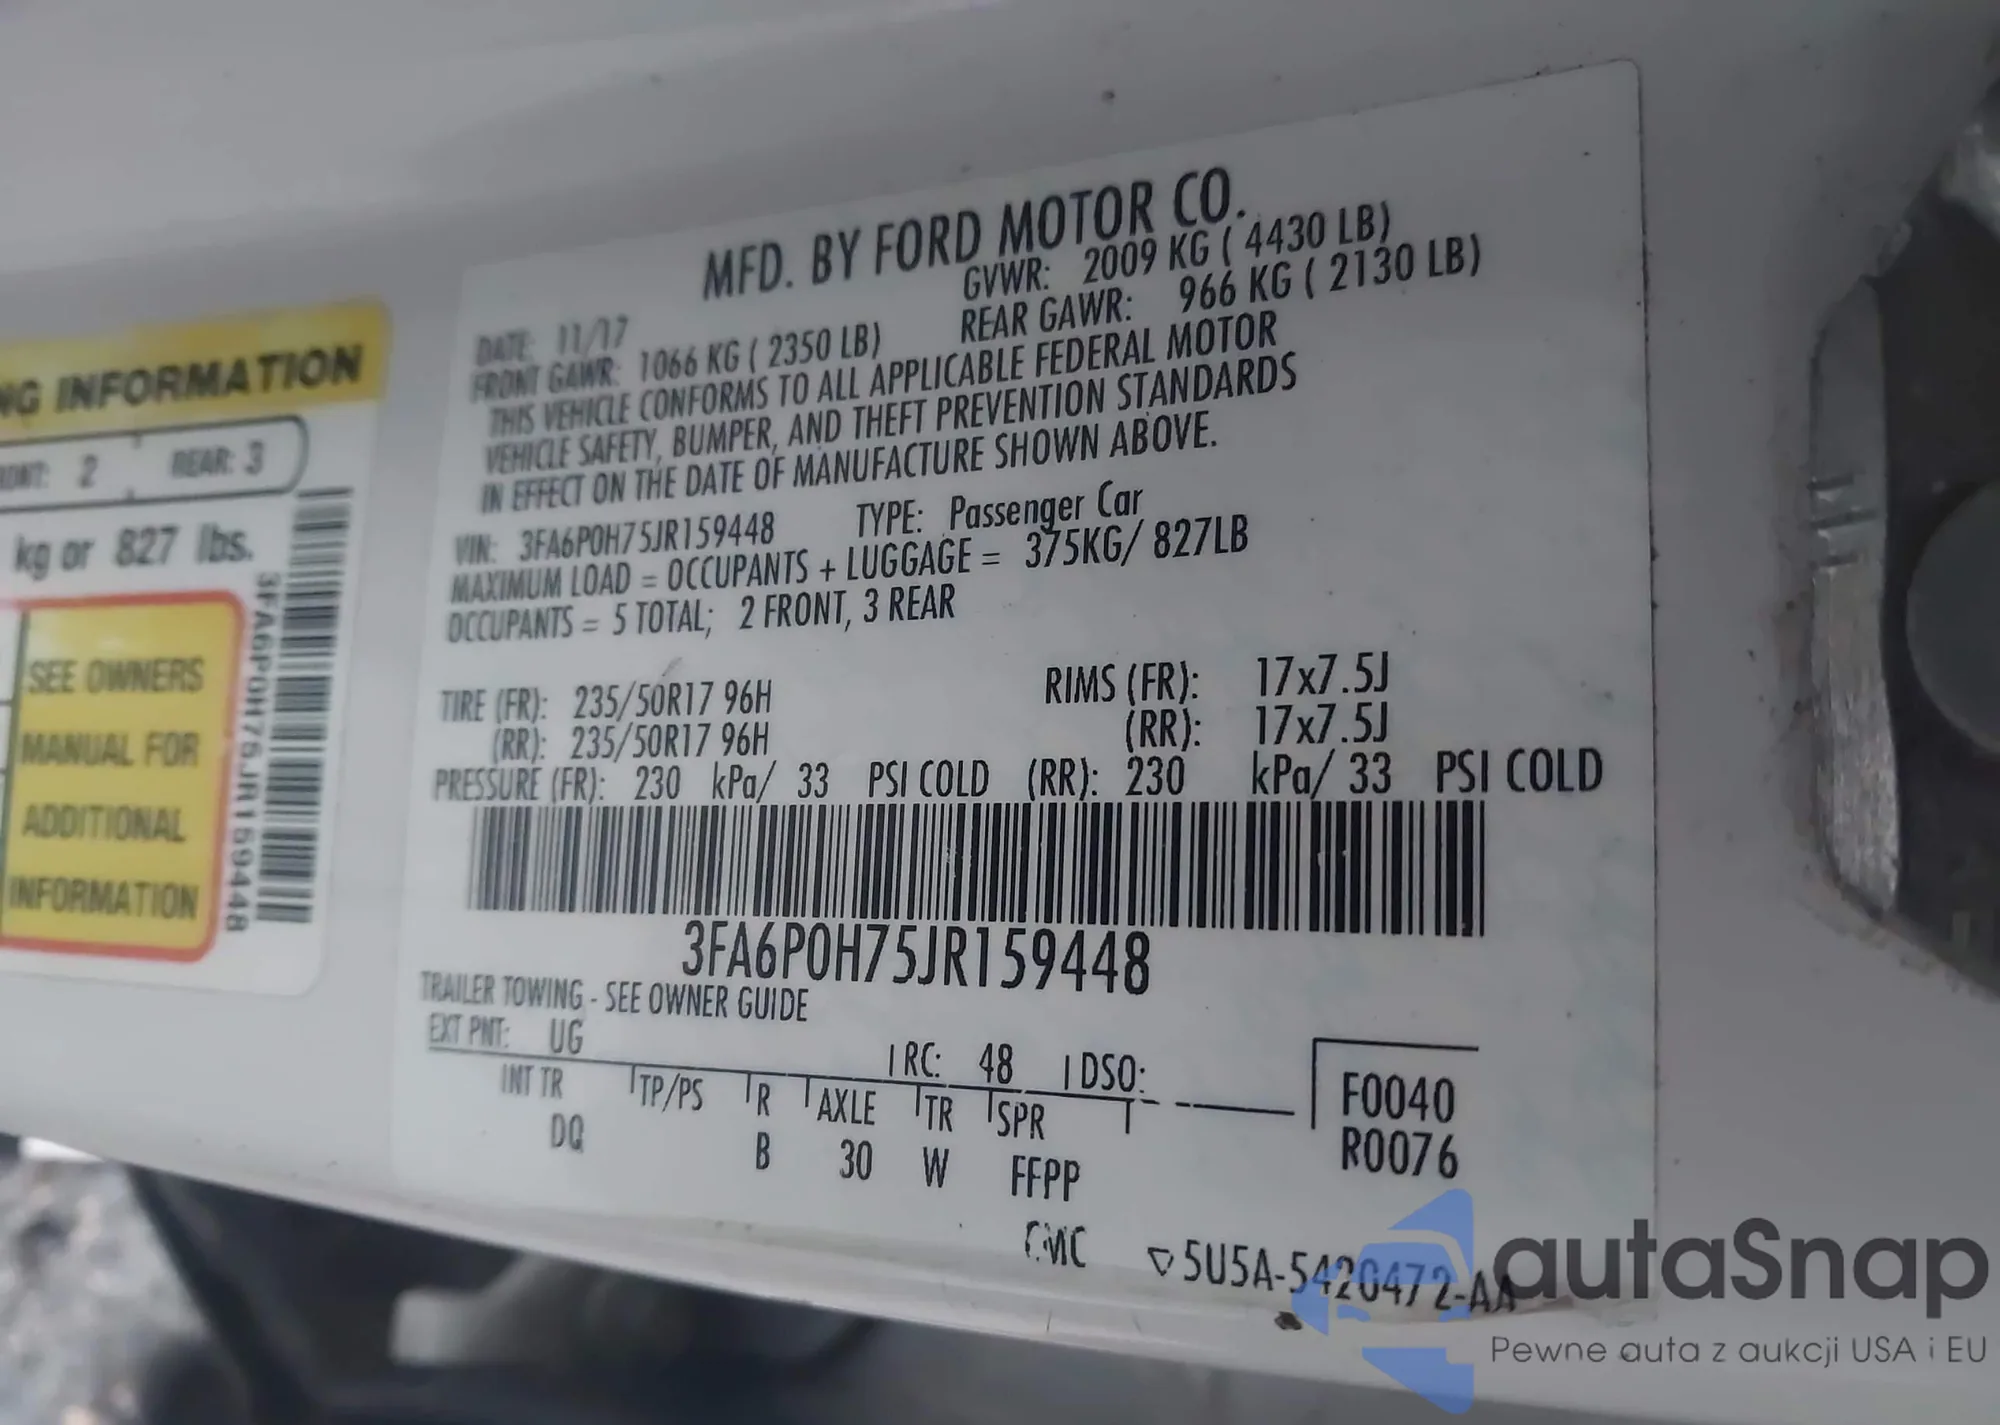 NG INFORMATION
FRONT: 2 REAR: 3
kg or 827 lbs.
SEE OWNERS
MANUAL FOR
ADDITIONAL
INFORMATION
3FA6P0H75JR159448
MFD. BY FORD MOTOR CO.
DATE: 11/17 GVWR: 2009 KG ( 4430 LB)
FRONT GAWR: 1066 KG ( 2350 LB) REAR GAWR: 966 KG ( 2130 LB)
THIS VEHICLE CONFORMS TO ALL APPLICABLE FEDERAL MOTOR
VEHICLE SAFETY, BUMPER, AND THEFT PREVENTION STANDARDS
IN EFFECT ON THE DATE OF MANUFACTURE SHOWN ABOVE.
VIN: 3FA6P0H75JR159448 TYPE: Passenger Car
MAXIMUM LOAD = OCCUPANTS + LUGGAGE = 375KG/ 827LB
OCCUPANTS = 5 TOTAL; 2 FRONT, 3 REAR
TIRE (FR): 235/50R17 96H RIMS (FR): 17x7.5J
(RR): 235/50R17 96H (RR): 17x7.5J
PRESSURE (FR): 230 kPa/ 33 PSI COLD (RR): 230 kPa/ 33 PSI COLD
3FA6P0H75JR159448
TRAILER TOWING - SEE OWNER GUIDE
EXT PNT: UG RC: 48 DSO:
INT TR TP/PS R AXLE TR SPR
DQ B 30 W FFPP
F0040
R0076
CMC 5U5A-5420472-AA
autaSnap
Pewne auta z aukcji USA i EU